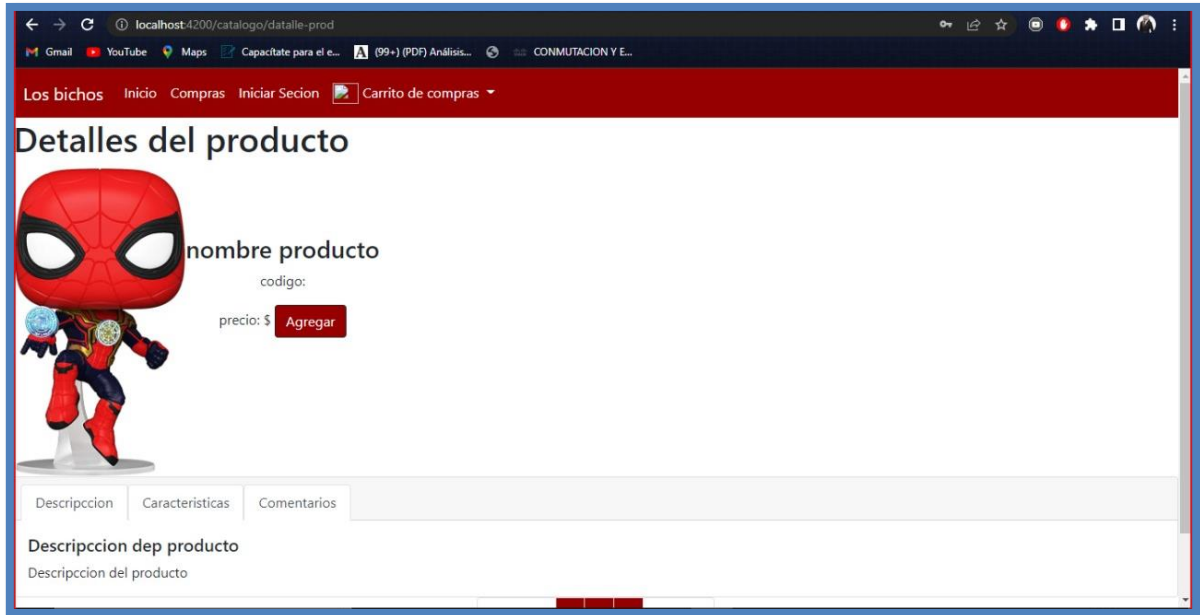 localhost:4200/catalogo/datalle-prod
Gmail YouTube Maps Capacítate para el e... (99+) (PDF) Análisis... CONMUTACION Y E...
Los bichos Inicio Compras Iniciar Secion Carrito de compras
Detalles del producto
nombre producto
codigo:
precio: $ Agregar
Descripccion Caracteristicas Comentarios
Descripccion dep producto
Descripccion del producto